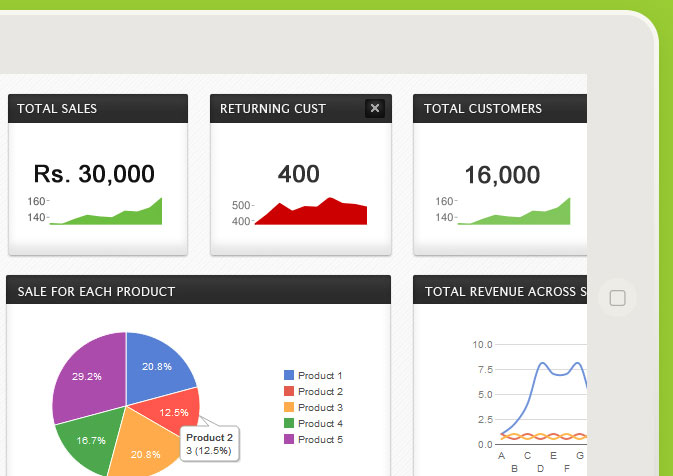 TOTAL SALES
Rs. 30,000
160
140
RETURNING CUST
400
500
400
TOTAL CUSTOMERS
16,000
160
140
SALE FOR EACH PRODUCT
29.2%
20.8%
12.5%
16.7%
20.8%
Product 2
3 (12.5%)
Product 1
Product 2
Product 3
Product 4
Product 5
TOTAL REVENUE ACROSS S
10.0
7.5
5.0
2.5
0.0
A C E G
B D F